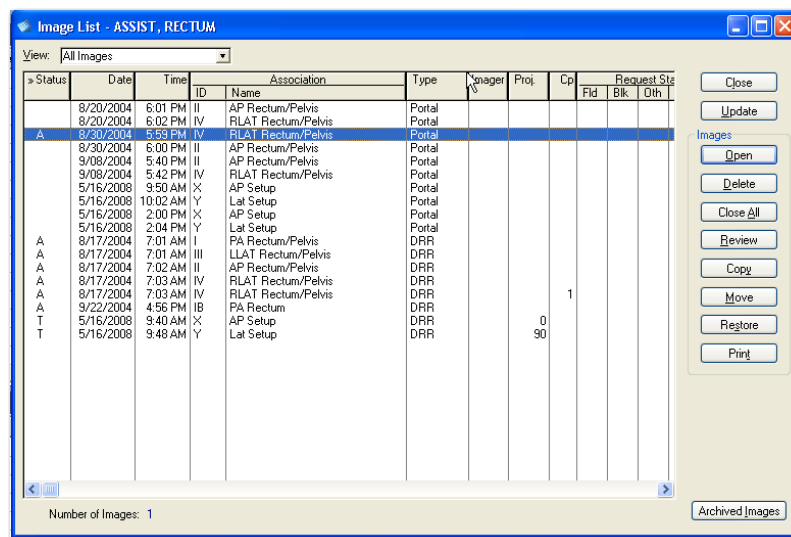 Image List - ASSIST, RECTUM
View: All Images
» Status Date Time Association Type Imager Proj. Cp Request Sta
ID Name Fld Blk Oth
8/20/2004 6:01 PM II AP Rectum/Pelvis Portal
8/20/2004 6:02 PM IV RLAT Rectum/Pelvis Portal
A 8/30/2004 5:59 PM IV RLAT Rectum/Pelvis Portal
8/30/2004 6:00 PM II AP Rectum/Pelvis Portal
9/08/2004 5:40 PM II AP Rectum/Pelvis Portal
9/08/2004 5:42 PM IV RLAT Rectum/Pelvis Portal
5/16/2008 9:50 AM X AP Setup Portal
5/16/2008 10:02 AM Y Lat Setup Portal
5/16/2008 2:00 PM X AP Setup Portal
5/16/2008 2:04 PM Y Lat Setup Portal
A 8/17/2004 7:01 AM I PA Rectum/Pelvis DRR
A 8/17/2004 7:01 AM III LLAT Rectum/Pelvis DRR
A 8/17/2004 7:02 AM II AP Rectum/Pelvis DRR
A 8/17/2004 7:03 AM IV RLAT Rectum/Pelvis DRR
A 8/17/2004 7:03 AM IV RLAT Rectum/Pelvis DRR 1
A 9/22/2004 4:56 PM IB PA Rectum DRR
T 5/16/2008 9:40 AM X AP Setup DRR 0
T 5/16/2008 9:48 AM Y Lat Setup DRR 90
Number of Images: 1
Close
Update
Images
Open
Delete
Close All
Review
Copy
Move
Restore
Print
Archived Images